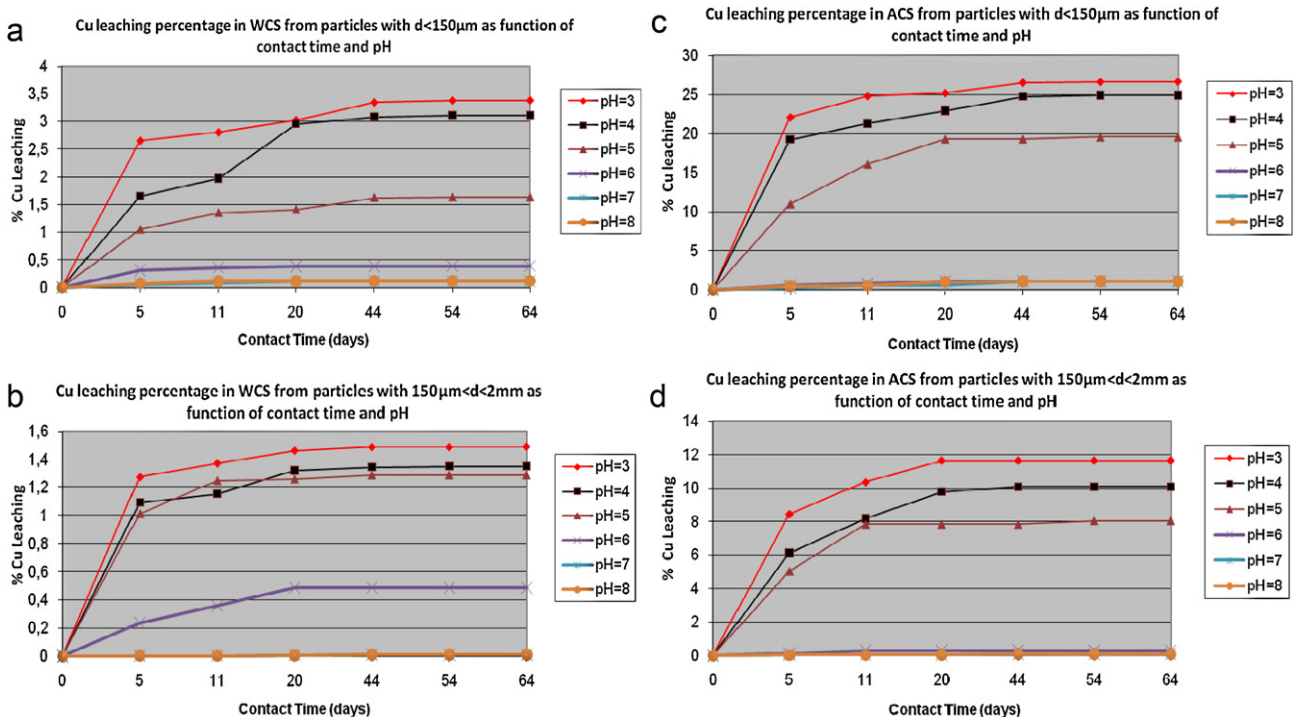 a
Cu leaching percentage in WCS from particles with d<150µm as function of
contact time and pH
4
3,5
3
2,5
2
1,5
1
0,5
0
% Cu Leaching
0 5 11 20 44 54 64
Contact Time (days)
pH=3
pH=4
pH=5
pH=6
pH=7
pH=8
c
Cu leaching percentage in ACS from particles with d<150µm as function of
contact time and pH
30
25
20
15
10
5
0
% Cu leaching
0 5 11 20 44 54 64
Contact Time (days)
pH=3
pH=4
pH=5
pH=6
pH=7
pH=8
b
Cu leaching percentage in WCS from particles with 150µm<d<2mm as
function of contact time and pH
1,6
1,4
1,2
1
0,8
0,6
0,4
0,2
0
% Cu Leaching
0 5 11 20 44 54 64
Contact Time (days)
pH=3
pH=4
pH=5
pH=6
pH=7
pH=8
d
Cu leaching percentage in ACS from particles with 150µm<d<2mm as
function of contact time and pH
14
12
10
8
6
4
2
0
% Cu Leaching
0 5 11 20 44 54 64
Contact Time (days)
pH=3
pH=4
pH=5
pH=6
pH=7
pH=8